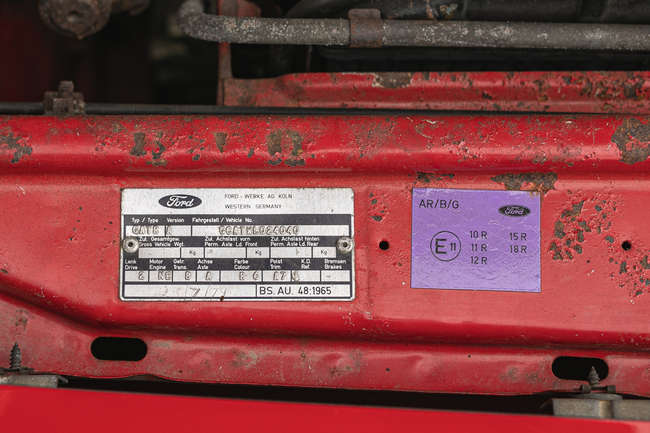 Ford
FORD - WERKE AG KÖLN
WESTERN GERMANY
Typ / Type Version Fahrgestell / Vehicle No.
Zul. Gesamtgew. Zul. Achslast vorn Zul. Achslast hinten
Gross Vehicle Wgt. Perm. Axle Ld. Front Perm. Axle Ld. Rear
Kg Kg Kg
Lenk Motor Getr. Achse Farbe Polst. K.D. Bremsen
Drive Engine Trans. Axle Colour Trim Ref. Brakes
BS. AU. 48:1965
AR/B/G
Ford
E 11
10 R 15 R
11 R 18 R
12 R